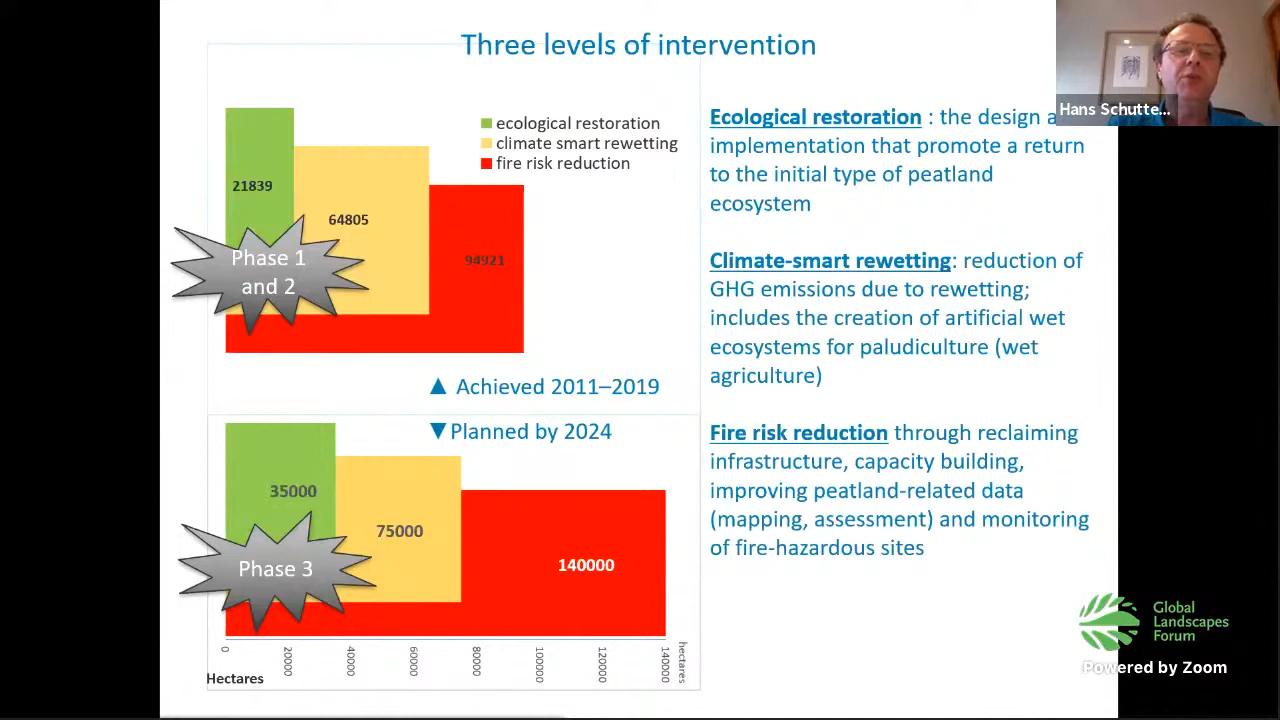 Three levels of intervention
Hans Schutte...
ecological restoration
climate smart rewetting
fire risk reduction
21839
64805
94921
Phase 1
and 2
▲ Achieved 2011–2019
▼ Planned by 2024
35000
75000
140000
Phase 3
0
20000
40000
60000
80000
100000
120000
140000
hectares
Hectares
Ecological restoration : the design a
implementation that promote a return
to the initial type of peatland
ecosystem
Climate-smart rewetting: reduction of
GHG emissions due to rewetting;
includes the creation of artificial wet
ecosystems for paludiculture (wet
agriculture)
Fire risk reduction through reclaiming
infrastructure, capacity building,
improving peatland-related data
(mapping, assessment) and monitoring
of fire-hazardous sites
Global
Landscapes
Forum
Powered by Zoom